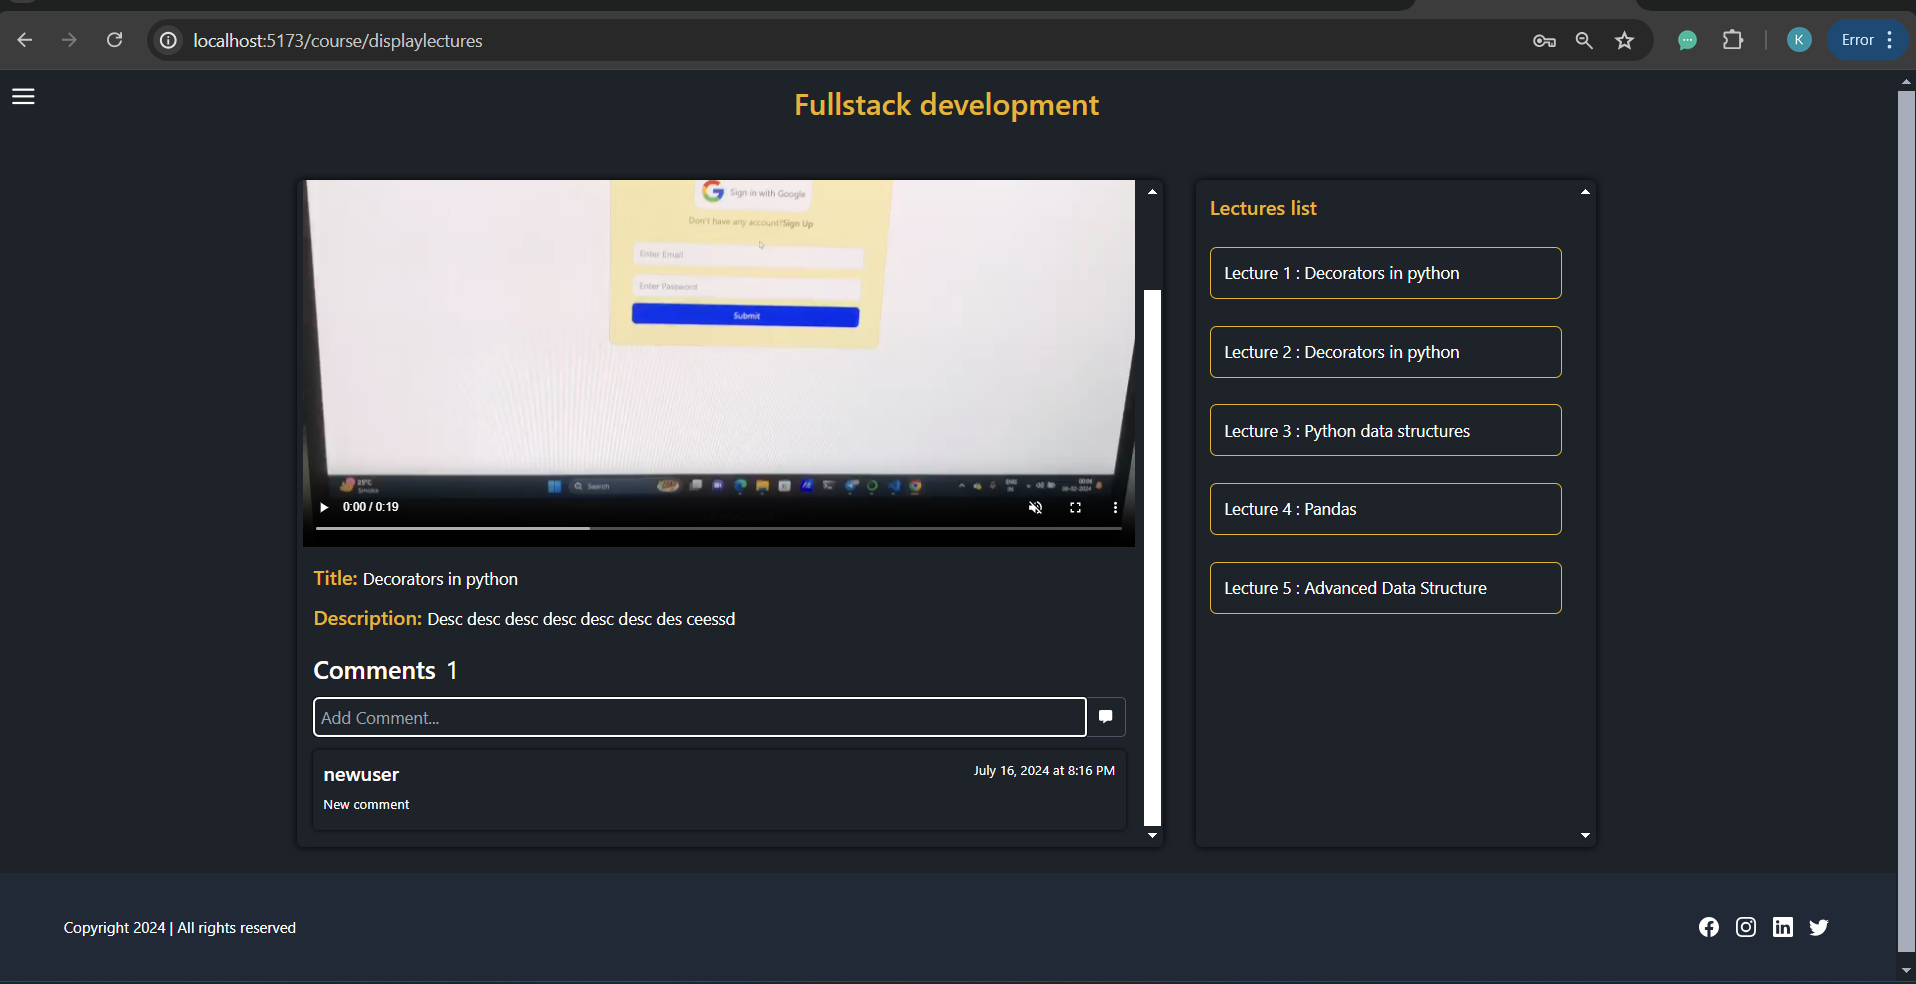 localhost:5173/course/displaylectures
K
Error
Fullstack development
Sign in with Google
Don't have any account?Sign Up
Enter Email
Enter Password
Submit
Search
0:00 / 0:19
Title: Decorators in python
Description: Desc desc desc desc desc desc des ceessd
Comments 1
Add Comment...
newuser
July 16, 2024 at 8:16 PM
New comment
Lectures list
Lecture 1 : Decorators in python
Lecture 2 : Decorators in python
Lecture 3 : Python data structures
Lecture 4 : Pandas
Lecture 5 : Advanced Data Structure
Copyright 2024 | All rights reserved